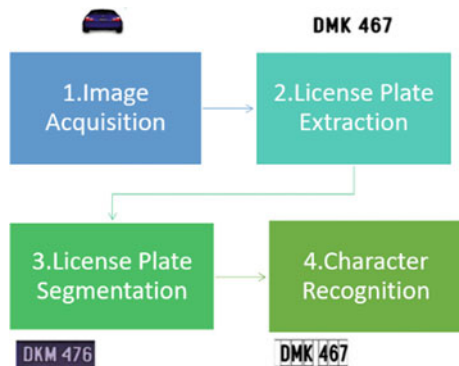 DMK 467
1.Image
Acquisition
2.License Plate
Extraction
3.License Plate
Segmentation
4.Character
Recognition
DKM 476
DMK 467